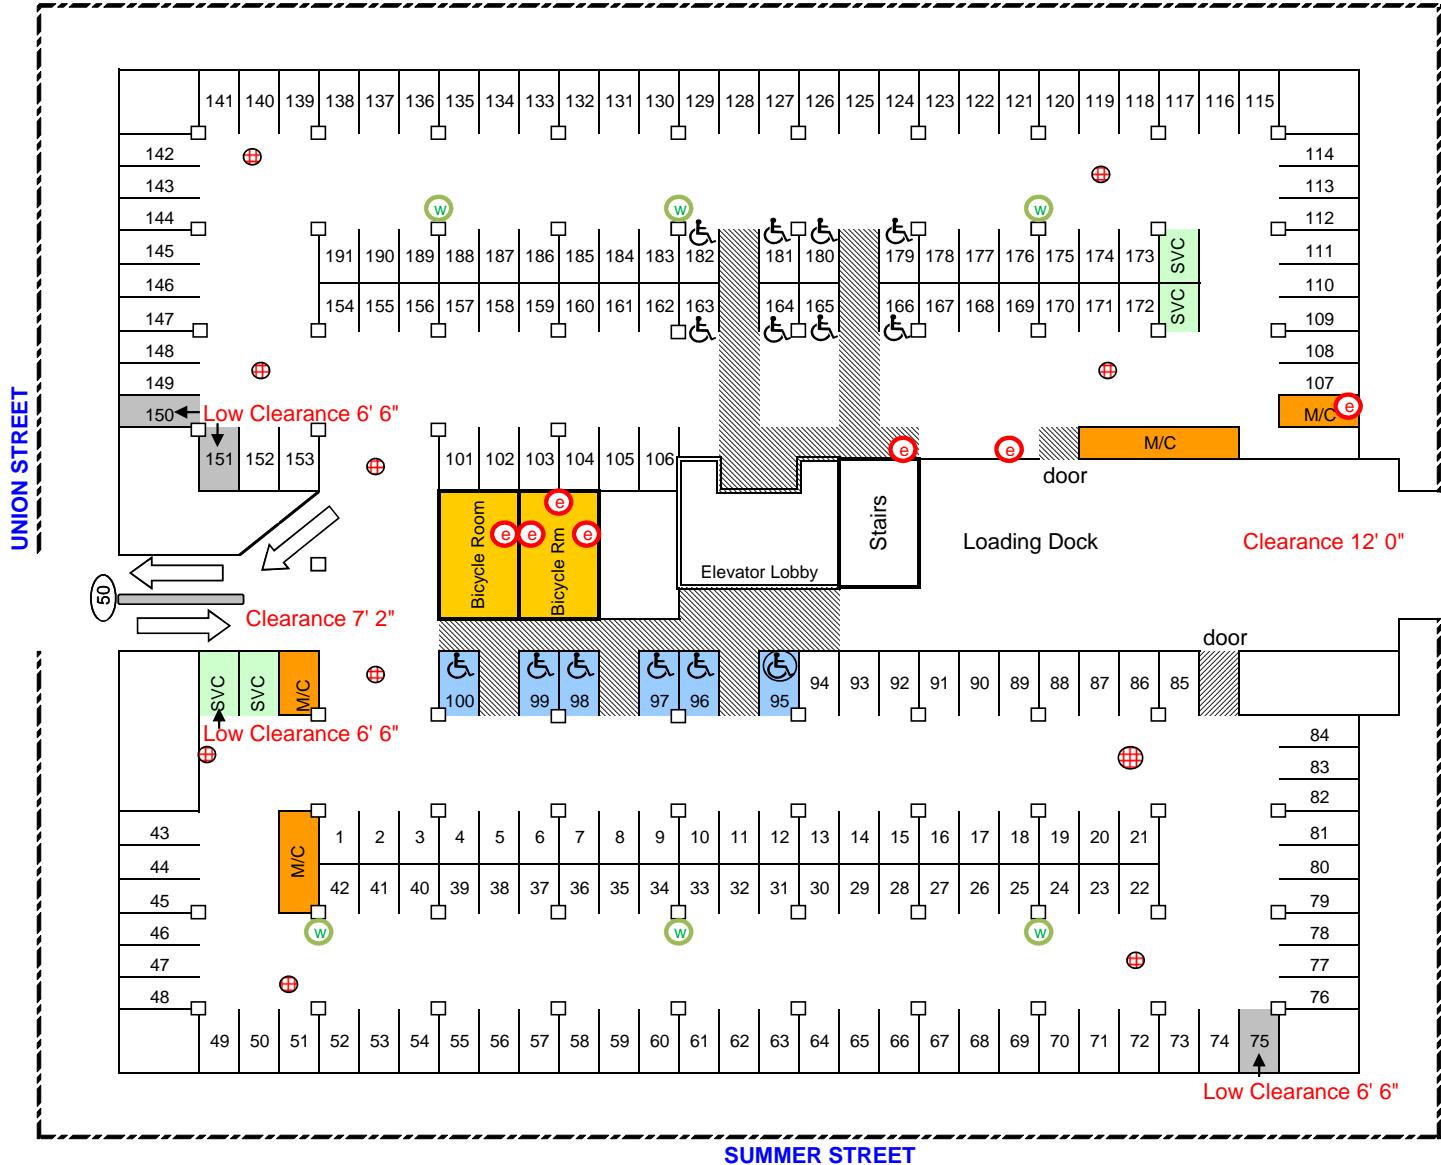 141 140 139 138 137 136 135 134 133 132 131 130 129 128 127 126 125 124 123 122 121 120 119 118 117 116 115
142 114
143 113
144 w w w 112
145 111
191 190 189 188 187 186 185 184 183 182 181 180 179 178 177 176 175 174 173 SVC
146 110
154 155 156 157 158 159 160 161 162 163 164 165 166 167 168 169 170 171 172 SVC
147 109
148 108
149 107
150 Low Clearance 6' 6" M/C e
151 152 153 101 102 103 104 105 106 e e M/C
door
UNION STREET
Bicycle Room e e Bicycle Rm e e
Stairs
Loading Dock
Clearance 12' 0"
Elevator Lobby
50
Clearance 7' 2"
door
SVC SVC M/C 100 99 98 97 96 95 94 93 92 91 90 89 88 87 86 85
Low Clearance 6' 6"
84
83
82
43 81
M/C 1 2 3 4 5 6 7 8 9 10 11 12 13 14 15 16 17 18 19 20 21
44 80
42 41 40 39 38 37 36 35 34 33 32 31 30 29 28 27 26 25 24 23 22
45 79
46 w w w 78
47 77
48 76
49 50 51 52 53 54 55 56 57 58 59 60 61 62 63 64 65 66 67 68 69 70 71 72 73 74 75
Low Clearance 6' 6"
SUMMER STREET